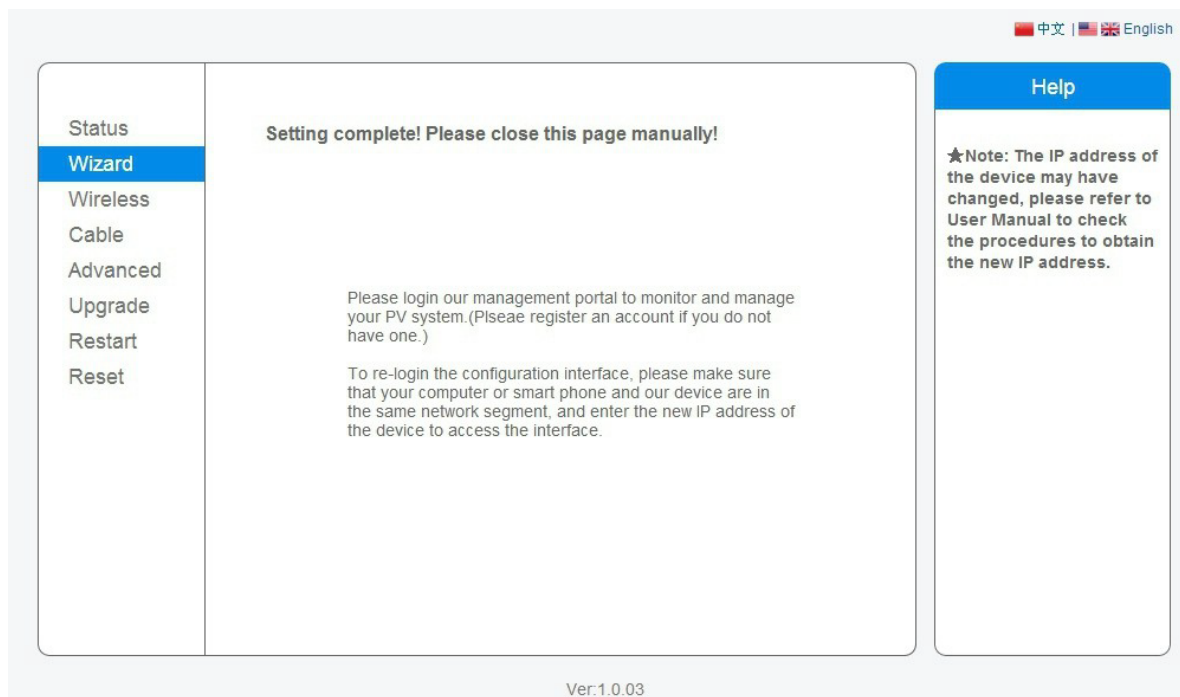 中文 | English
Status
Wizard
Wireless
Cable
Advanced
Upgrade
Restart
Reset
Setting complete! Please close this page manually!
Please login our management portal to monitor and manage
your PV system.(Plseae register an account if you do not
have one.)
To re-login the configuration interface, please make sure
that your computer or smart phone and our device are in
the same network segment, and enter the new IP address of
the device to access the interface.
Help
★Note: The IP address of
the device may have
changed, please refer to
User Manual to check
the procedures to obtain
the new IP address.
Ver:1.0.03